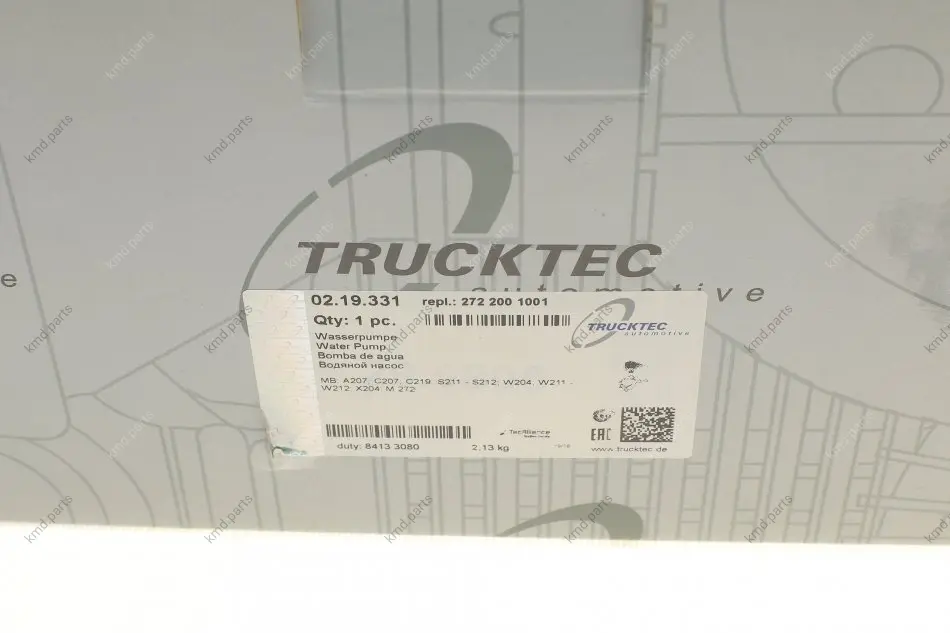 TRUCKTEC
automotive
e
02.19.331 repl.: 272 200 1001
Qty: 1 pc.
TRUCKTEC
automotive
Wasserpumpe
Water Pump
Bomba de agua
Водяной насос
MB: A207; C207; C219; S211 - S212; W204; W211 -
W212; X204; M 272
TecAlliance
EAC
duty: 8413 3080 2,13 kg
www.trucktec.de
kmd.parts